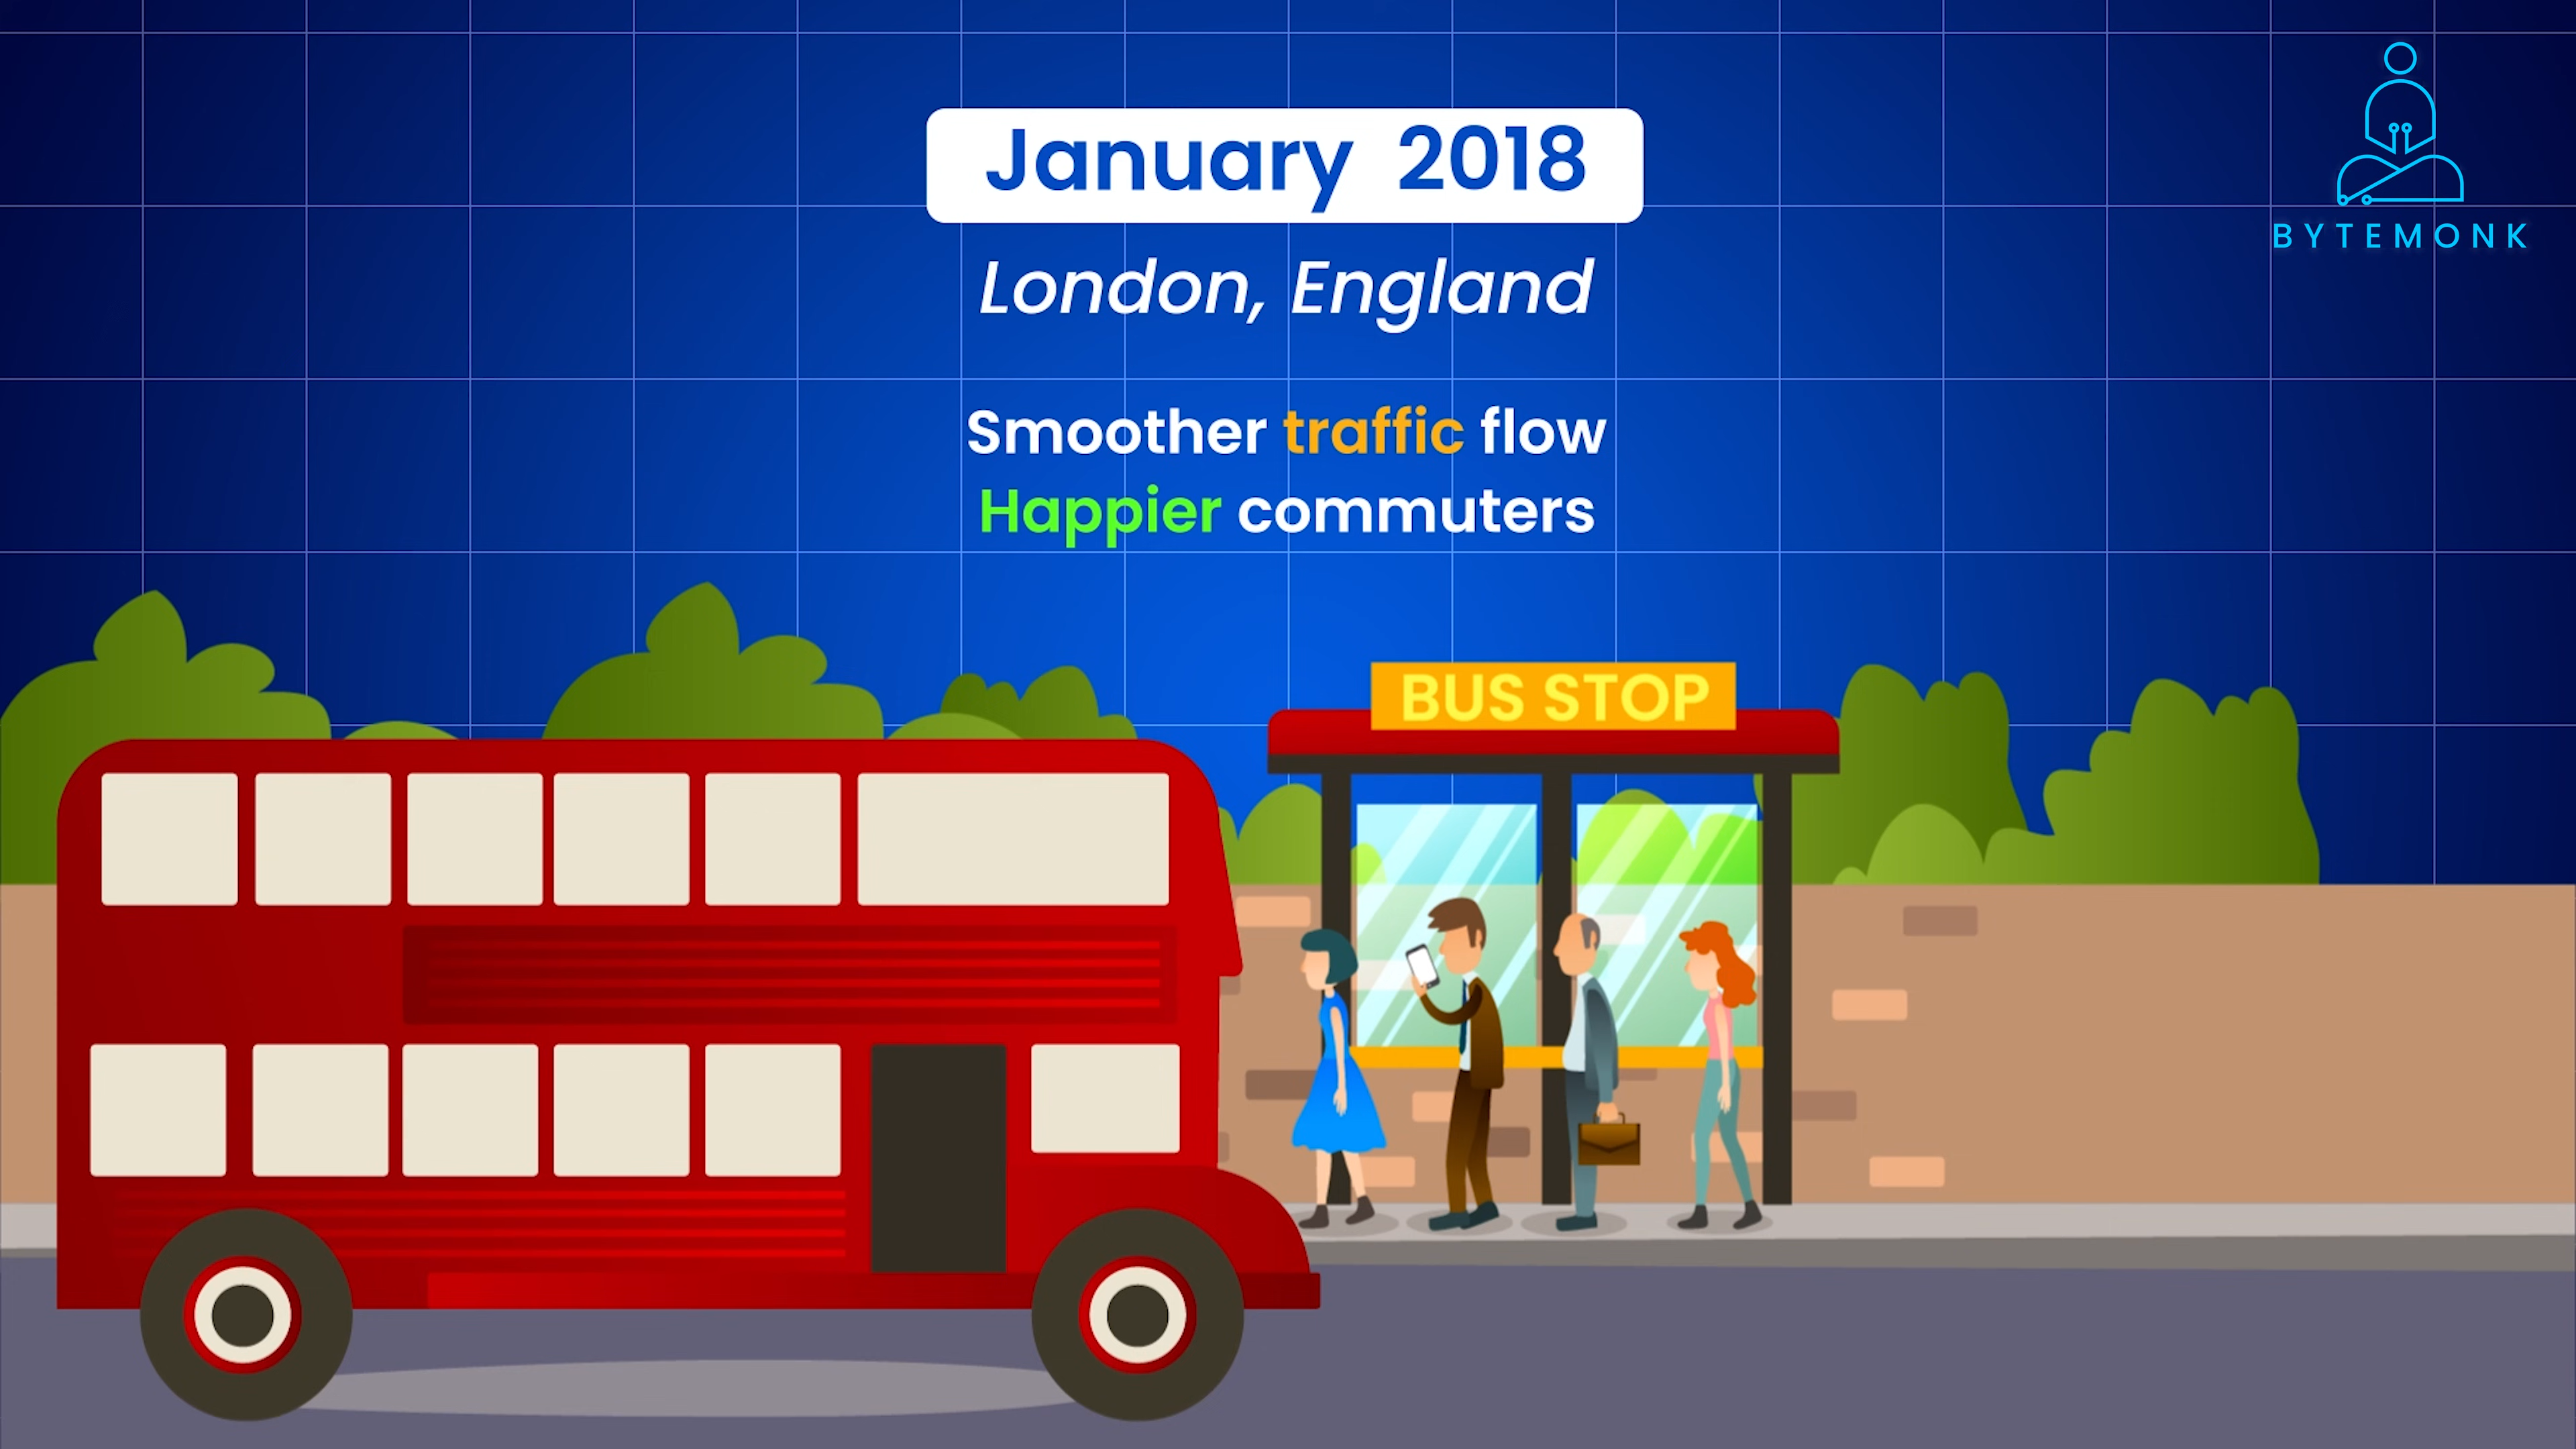 January 2018
BYTEMONK
London, England
Smoother traffic flow
Happier commuters
BUS STOP